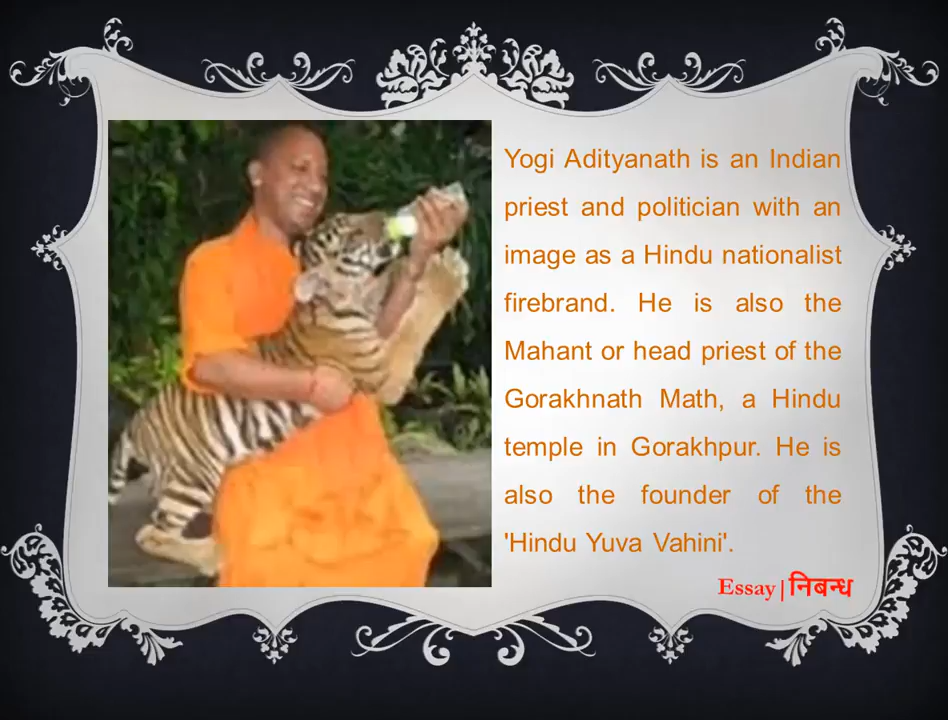 Yogi Adityanath is an Indian
priest and politician with an
image as a Hindu nationalist
firebrand. He is also the
Mahant or head priest of the
Gorakhnath Math, a Hindu
temple in Gorakhpur. He is
also the founder of the
'Hindu Yuva Vahini'.
Essay|निबन्ध